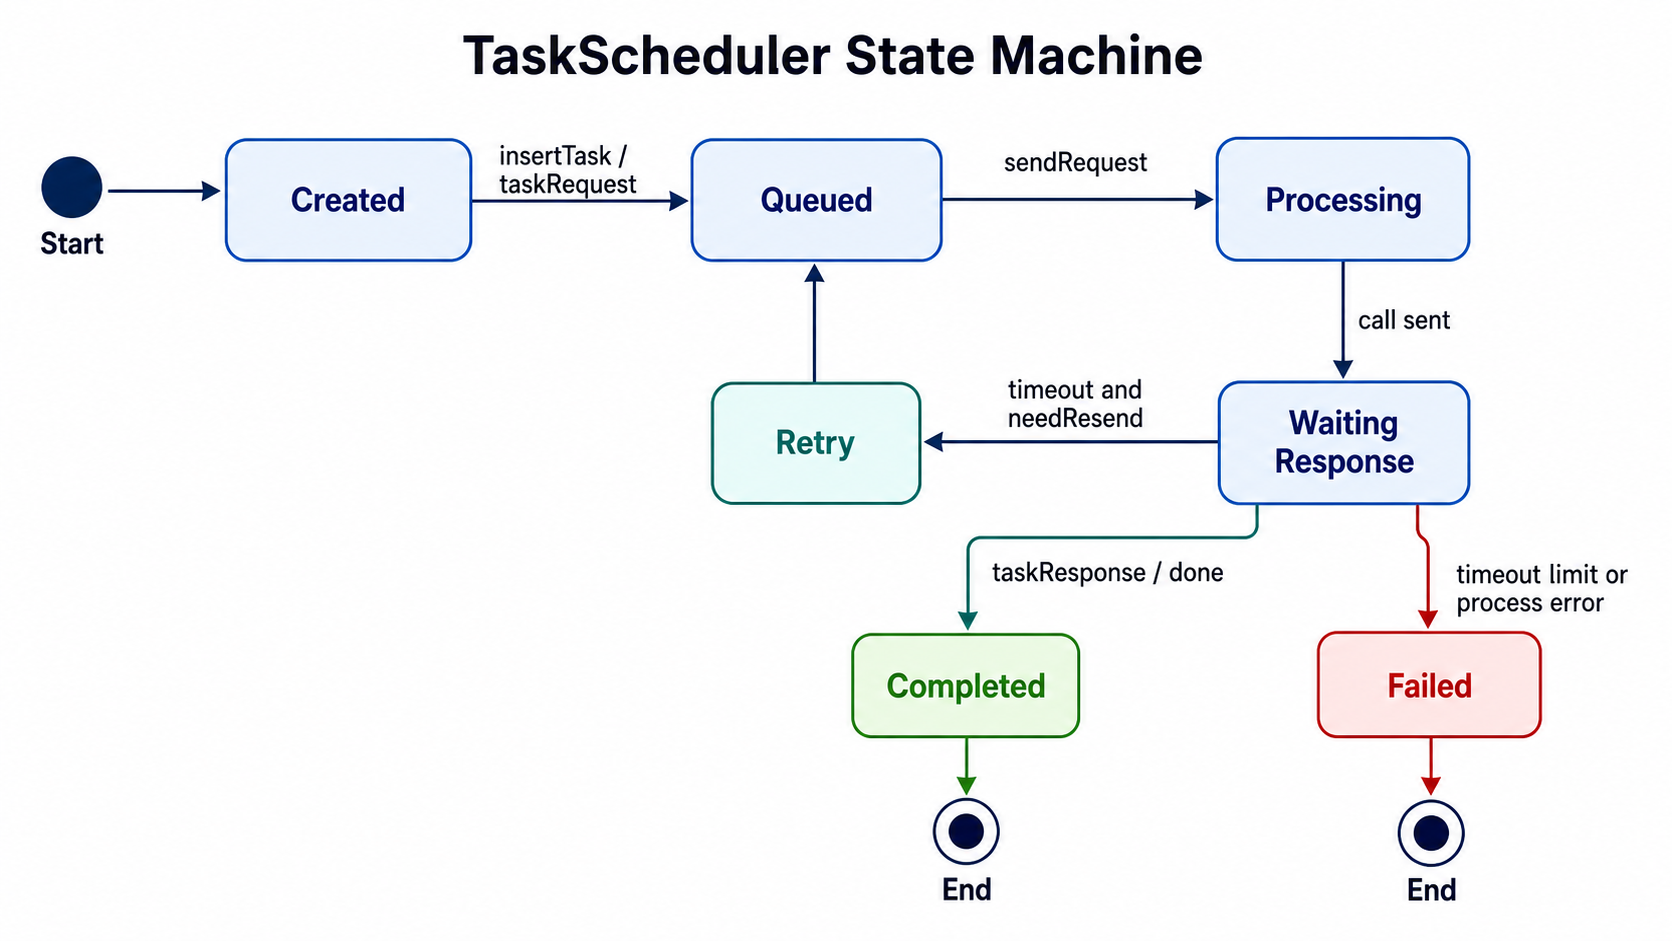 TaskScheduler State Machine
Start
Created
insertTask /
taskRequest
Queued
sendRequest
Processing
call sent
Waiting
Response
timeout and
needResend
Retry
taskResponse / done
timeout limit or
process error
Completed
Failed
End
End